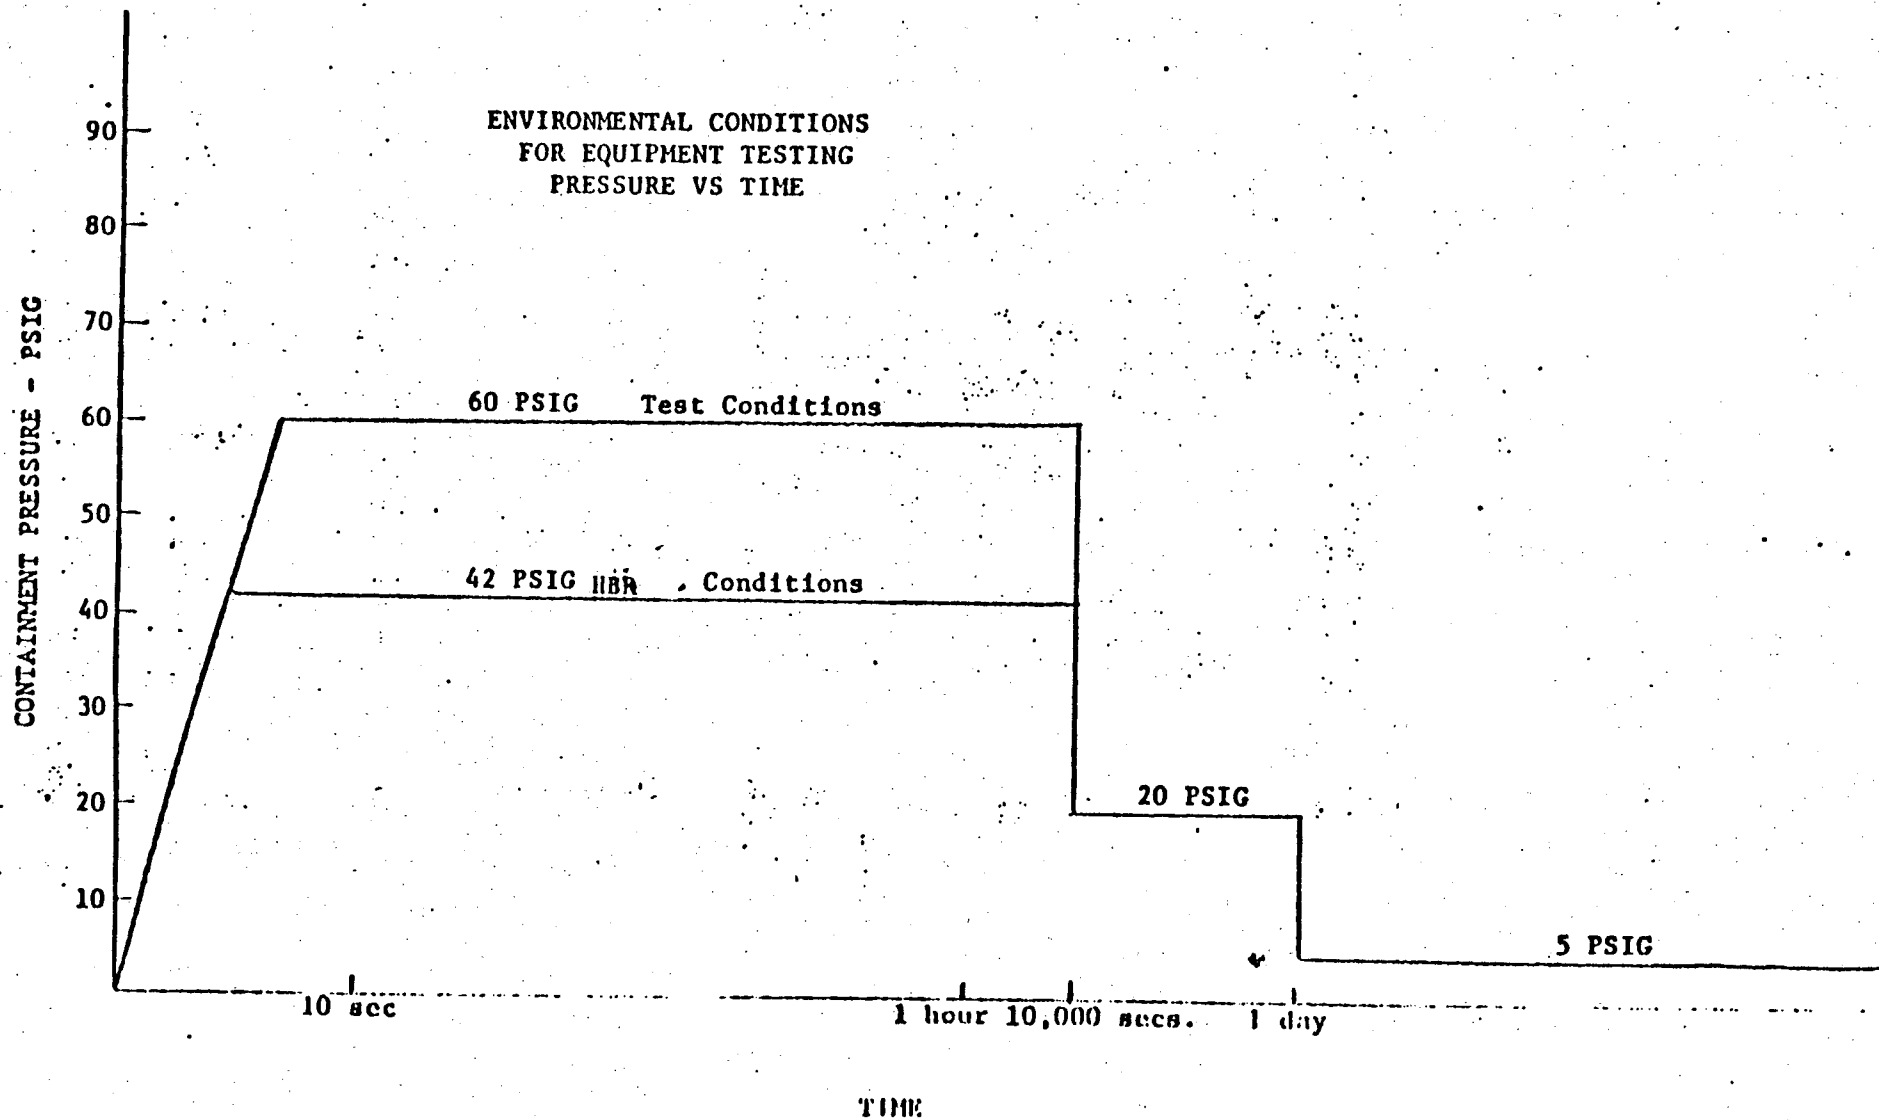 ENVIRONMENTAL CONDITIONS
FOR EQUIPMENT TESTING
PRESSURE VS TIME
CONTAINMENT PRESSURE - PSIG
90
80
70
60
50
40
30
20
10
60 PSIG Test Conditions
42 PSIG HBR Conditions
20 PSIG
5 PSIG
10 sec
1 hour 10,000 secs. 1 day
TIME